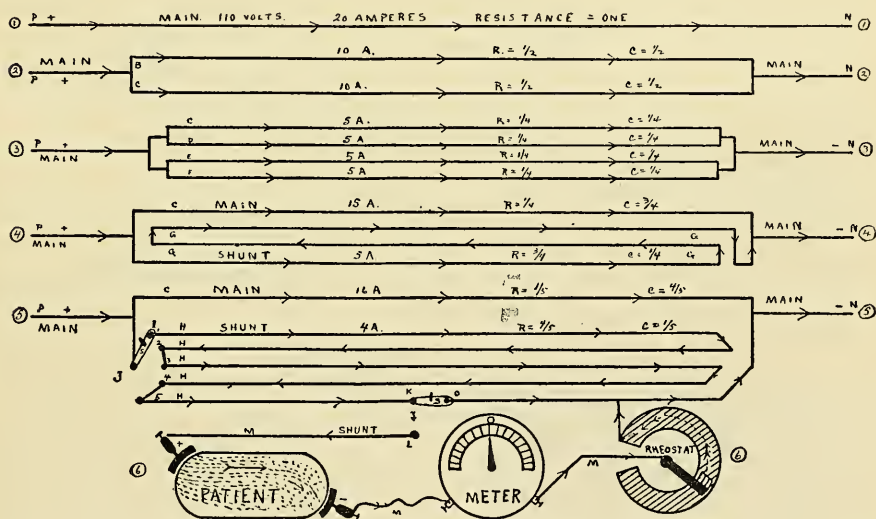 ① P + MAIN. 110 VOLTS. 20 AMPERES RESISTANCE = ONE N ①
B 10 A. R. = 1/2 C = 1/2
② MAIN P + MAIN N ②
C 10 A. R = 1/2 C = 1/2
C 5 A. R = 1/4 C = 1/4
D 5 A R = 1/4 C = 1/4
③ P + MAIN MAIN - N ③
E 5 A R = 1/4 C = 1/4
F 5 A R = 1/4 C = 1/4
C MAIN 15 A. R = 1/4 C = 3/4
④ P + MAIN G G MAIN - N ④
G SHUNT 5 A R = 3/4 C = 1/4 G
C MAIN 16 A. R = 1/5 C = 4/5
⑤ P + MAIN MAIN - N ⑤
1 H SHUNT 4 A. R = 4/5 C = 1/5
2 H
3 H
J 4 H
5 H K S O
J
M SHUNT L
⑥ + O RHEOSTAT ⑥
M
PATIENT. - METER
M